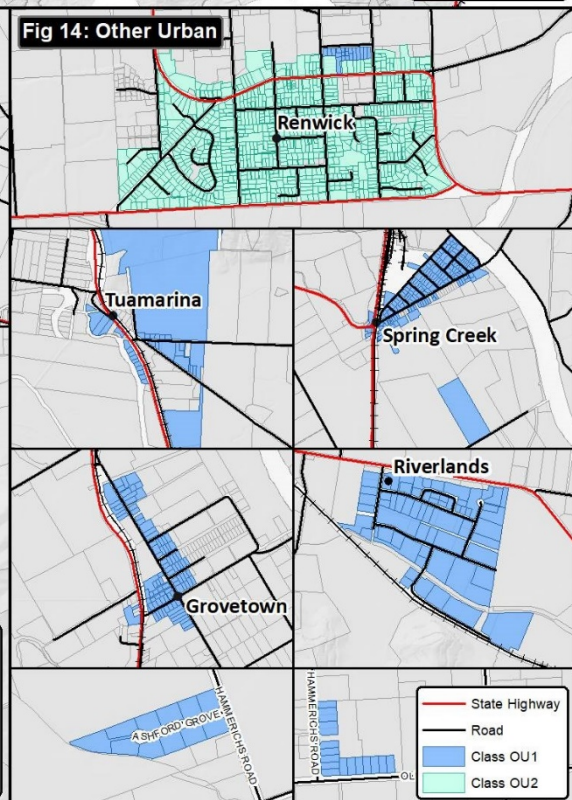 Fig 14: Other Urban
Renwick
Tuamarina
Spring Creek
Riverlands
Grovetown
ASHFORD GROVE
HAMMERICHS ROAD
HAMMERICHS ROAD
OL
State Highway
Road
Class OU1
Class OU2